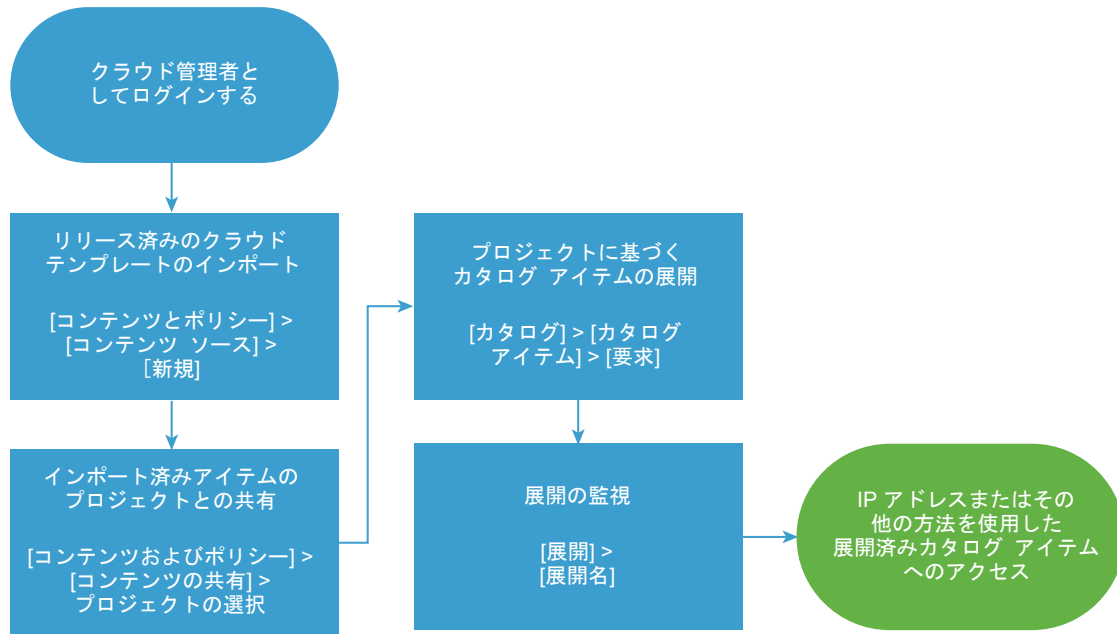 クラウド管理者と
してログインする
リリース済みのクラウド
テンプレートのインポート
[コンテンツとポリシー] >
[コンテンツ ソース] >
[新規]
インポート済みアイテムの
プロジェクトとの共有
[コンテンツおよびポリシー] >
[コンテンツの共有] >
プロジェクトの選択
プロジェクトに基づく
カタログ アイテムの展開
[カタログ] > [カタログ
アイテム] > [要求]
展開の監視
[展開] >
[展開名]
IP アドレスまたはその
他の方法を使用した
展開済みカタログ アイテム
へのアクセス